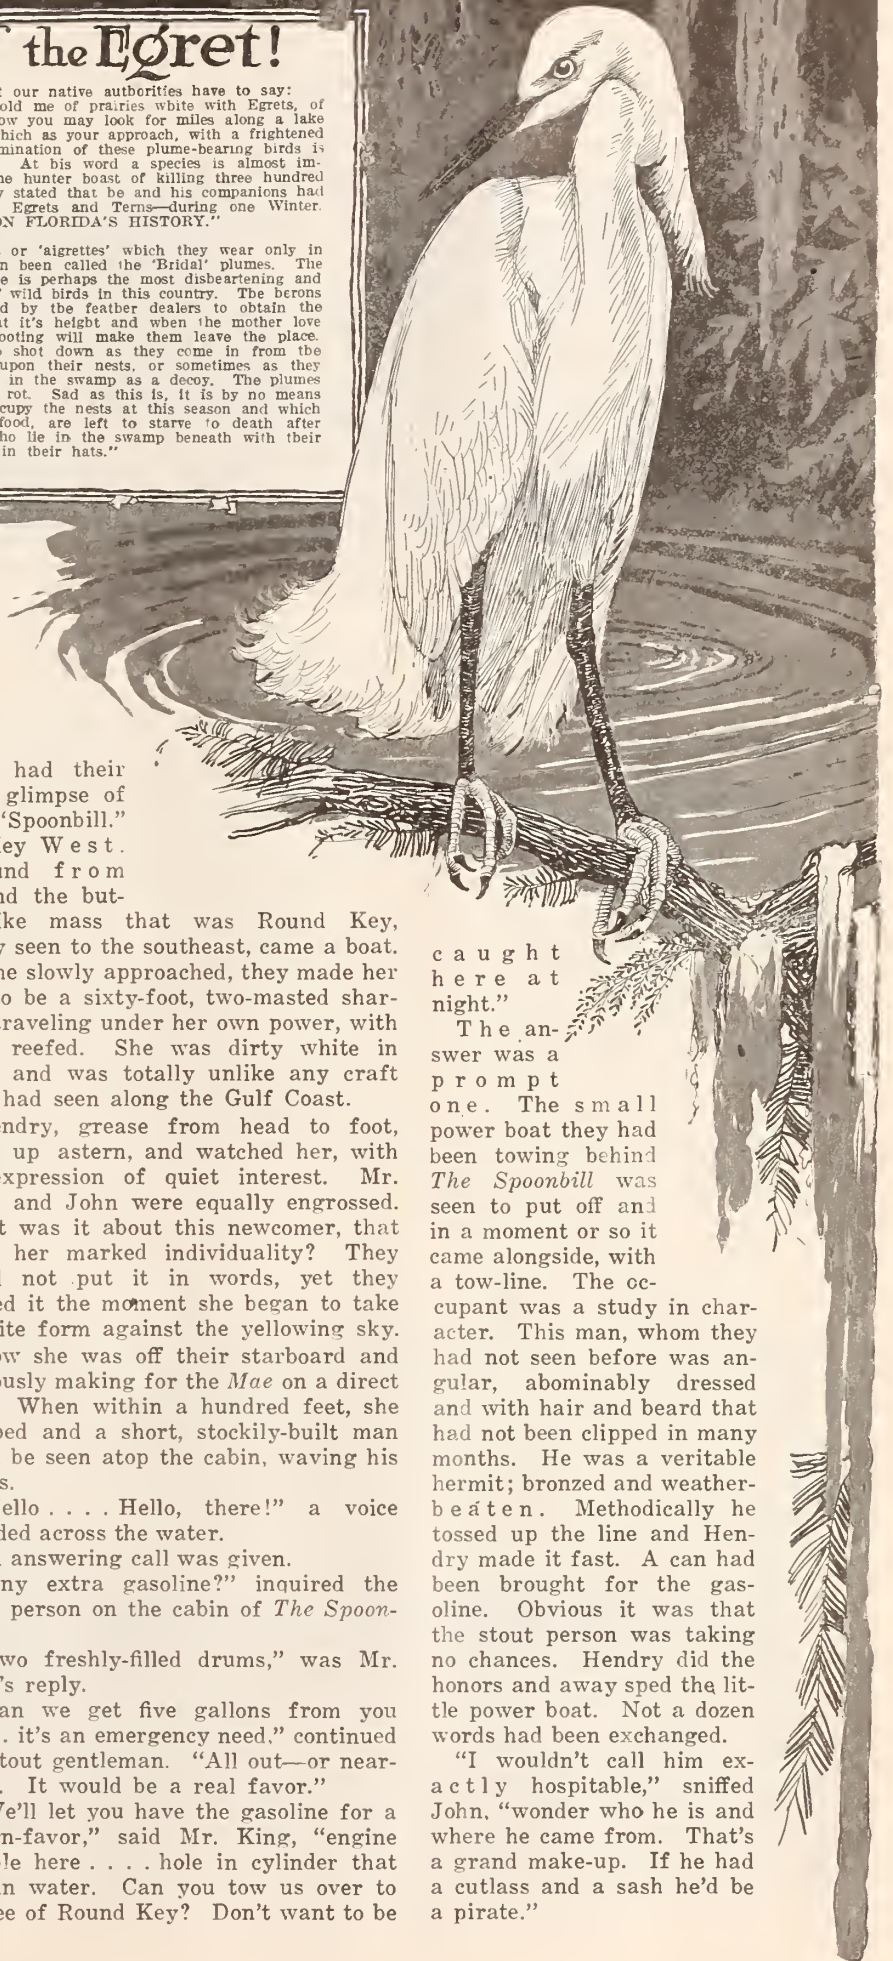 the Egret!
our native authorities have to say:
old me of prairies white with Egrets, of
ow you may look for miles along a lake
hich as your approach, with a frightened
mination of these plume-bearing birds is
At his word a species is almost im-
ne hunter boast of killing three hundred
y stated that he and his companions had
Egrets and Terns—during one Winter.
ON FLORIDA'S HISTORY."
or 'aigrettes' which they wear only in
n been called the 'Bridal' plumes. The
e is perhaps the most disheartening and
wild birds in this country. The herons
d by the feather dealers to obtain the
at it's height and when the mother love
ooting will make them leave the place.
shot down as they come in from the
upon their nests, or sometimes as they
in the swamp as a decoy. The plumes
rot. Sad as this is, it is by no means
cupy the nests at this season and which
food, are left to starve to death after
ho lie in the swamp beneath with their
in their hats."
had their
glimpse of
'Spoonbill."
ey West.
und from
nd the but-
ike mass that was Round Key,
y seen to the southeast, came a boat.
he slowly approached, they made her
o be a sixty-foot, two-masted shar-
raveling under her own power, with
reefed. She was dirty white in
and was totally unlike any craft
had seen along the Gulf Coast.
endry, grease from head to foot,
up astern, and watched her, with
expression of quiet interest. Mr.
and John were equally engrossed.
t was it about this newcomer, that
her marked individuality? They
not put it in words, yet they
ed it the moment she began to take
ite form against the yellowing sky.
ow she was off their starboard and
ously making for the Mae on a direct
When within a hundred feet, she
ped and a short, stockily-built man
be seen atop the cabin, waving his
s.
ello . . . . Hello, there!" a voice
ded across the water.
answering call was given.
ny extra gasoline?" inquired the
person on the cabin of The Spoon-
wo freshly-filled drums," was Mr.
's reply.
an we get five gallons from you
. it's an emergency need," continued
tout gentleman. "All out—or near-
. It would be a real favor."
We'll let you have the gasoline for a
n-favor," said Mr. King, "engine
le here . . . . hole in cylinder that
n water. Can you tow us over to
ee of Round Key? Don't want to be
caught
here at
night."
The an-
swer was a
prompt
one. The small
power boat they had
been towing behind
The Spoonbill was
seen to put off and
in a moment or so it
came alongside, with
a tow-line. The oc-
cupant was a study in char-
acter. This man, whom they
had not seen before was an-
gular, abominably dressed
and with hair and beard that
had not been clipped in many
months. He was a veritable
hermit; bronzed and weather-
beaten. Methodically he
tossed up the line and Hen-
dry made it fast. A can had
been brought for the gas-
oline. Obvious it was that
the stout person was taking
no chances. Hendry did the
honors and away sped the lit-
tle power boat. Not a dozen
words had been exchanged.
"I wouldn't call him ex-
actly hospitable," sniffed
John, "wonder who he is and
where he came from. That's
a grand make-up. If he had
a cutlass and a sash he'd be
a pirate."